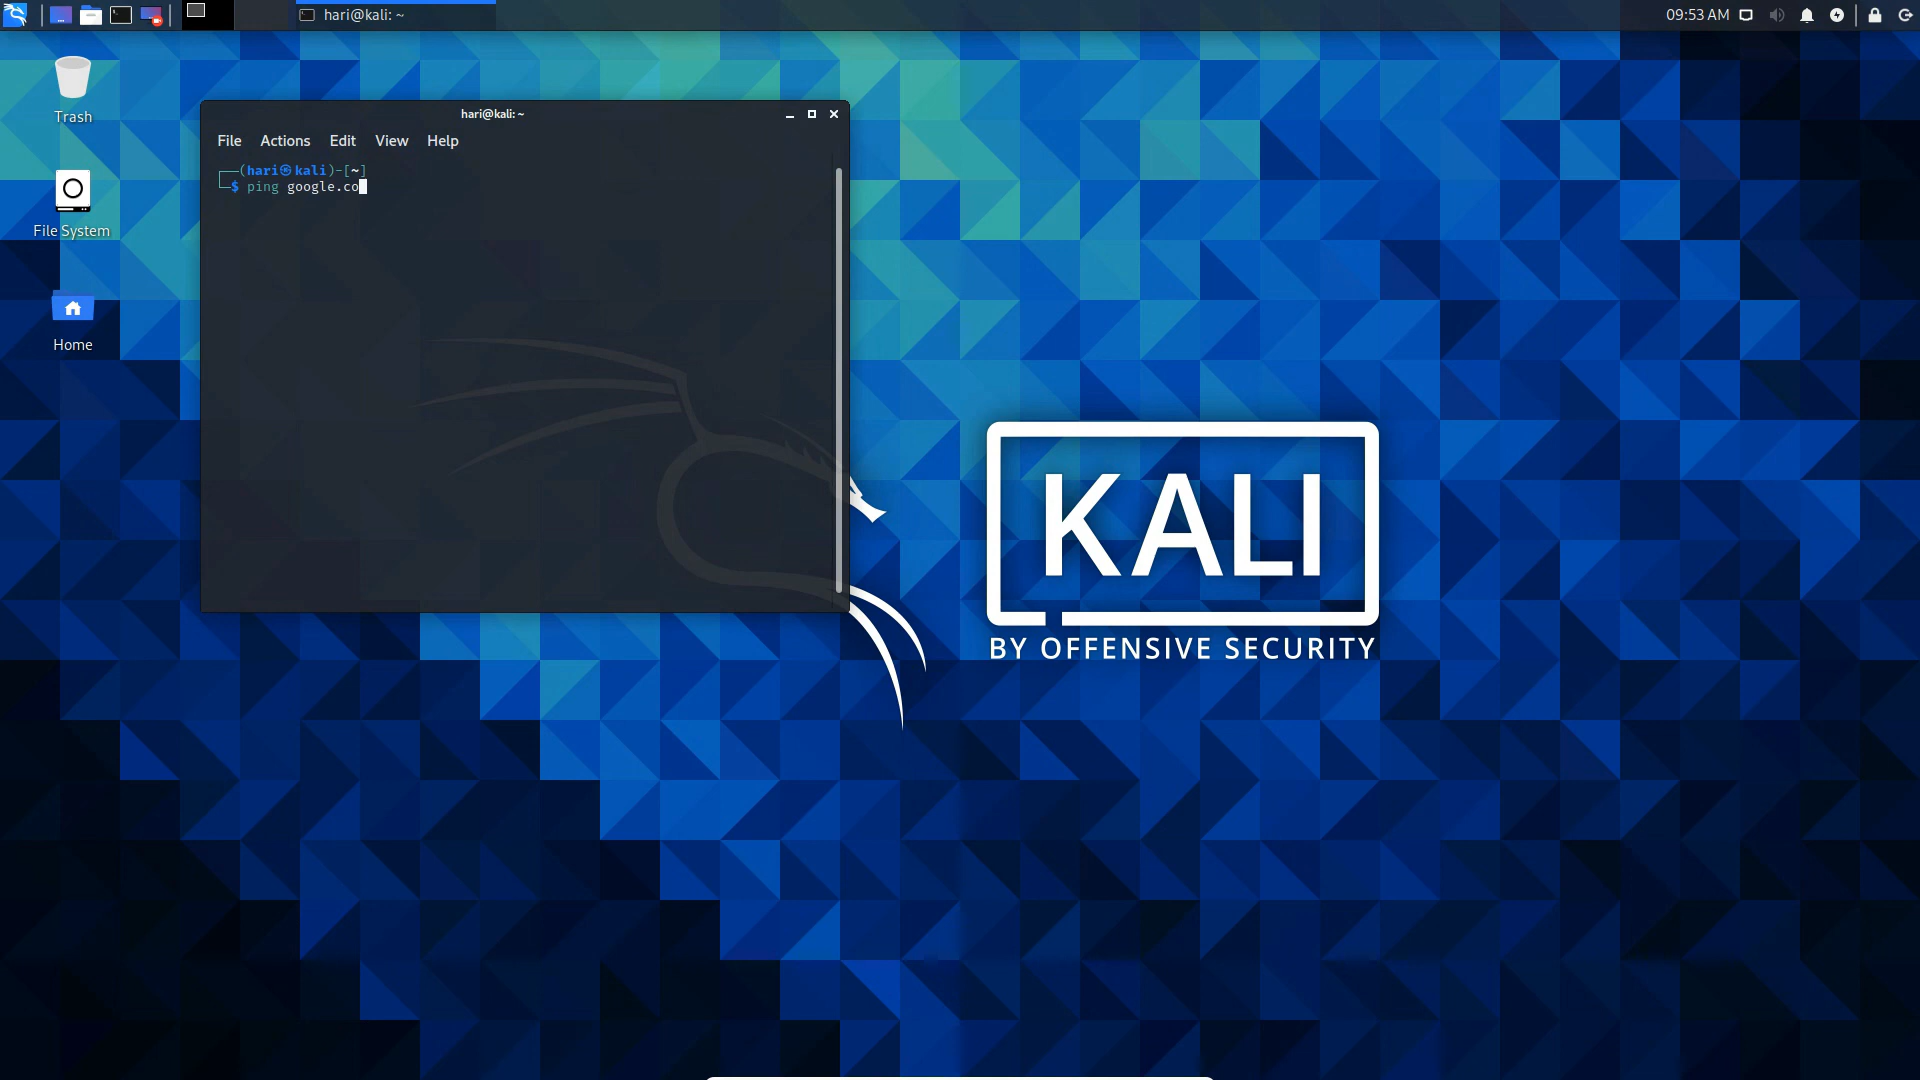 hari@kali: ~
09:53 AM
Trash
File System
Home
hari@kali: ~
File Actions Edit View Help
┌──(hari㉿kali)-[~]
└─$ ping google.co
KALI
BY OFFENSIVE SECURITY